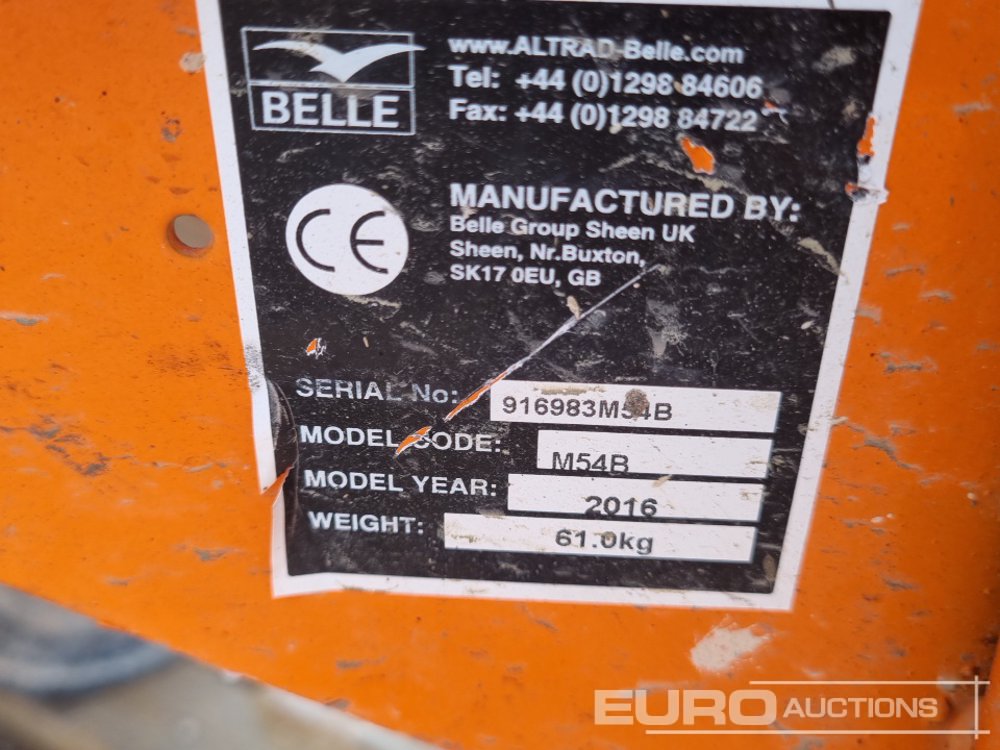 BELLE
www.ALTRAD-Belle.com
Tel: +44 (0)1298 84606
Fax: +44 (0)1298 84722
CE
MANUFACTURED BY:
Belle Group Sheen UK
Sheen, Nr.Buxton,
SK17 0EU, GB
SERIAL No: 916983M54B
MODEL CODE: M54B
MODEL YEAR: 2016
WEIGHT: 61.0kg
EURO AUCTIONS